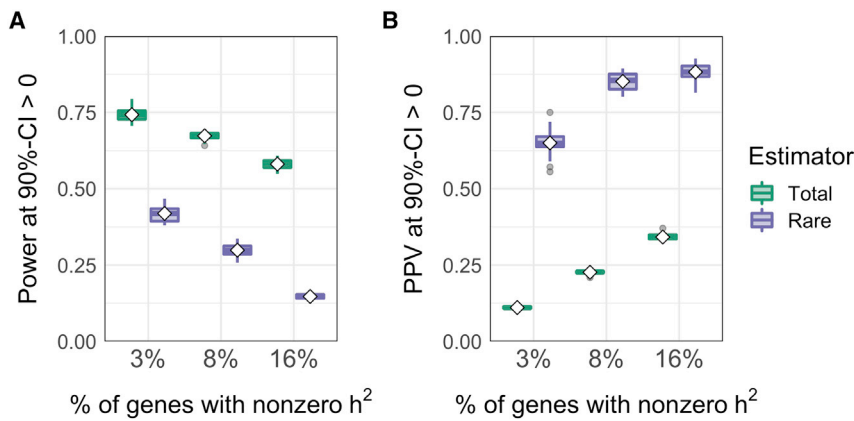 A
Power at 90%-CI > 0
1.00
0.75
0.50
0.25
0.00
3%
8%
16%
% of genes with nonzero h²
B
PPV at 90%-CI > 0
1.00
0.75
0.50
0.25
0.00
3%
8%
16%
% of genes with nonzero h²
Estimator
Total
Rare